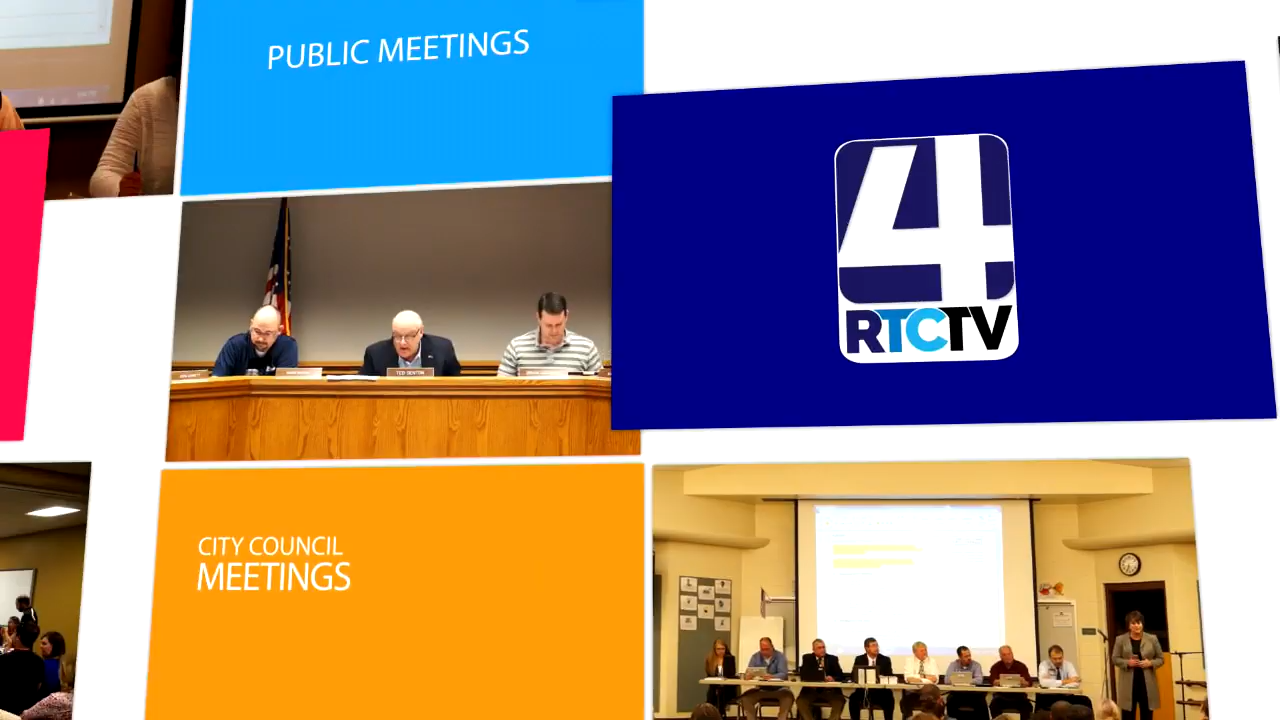 PUBLIC MEETINGS
4
RTCTV
TED DENTON
CITY COUNCIL
MEETINGS